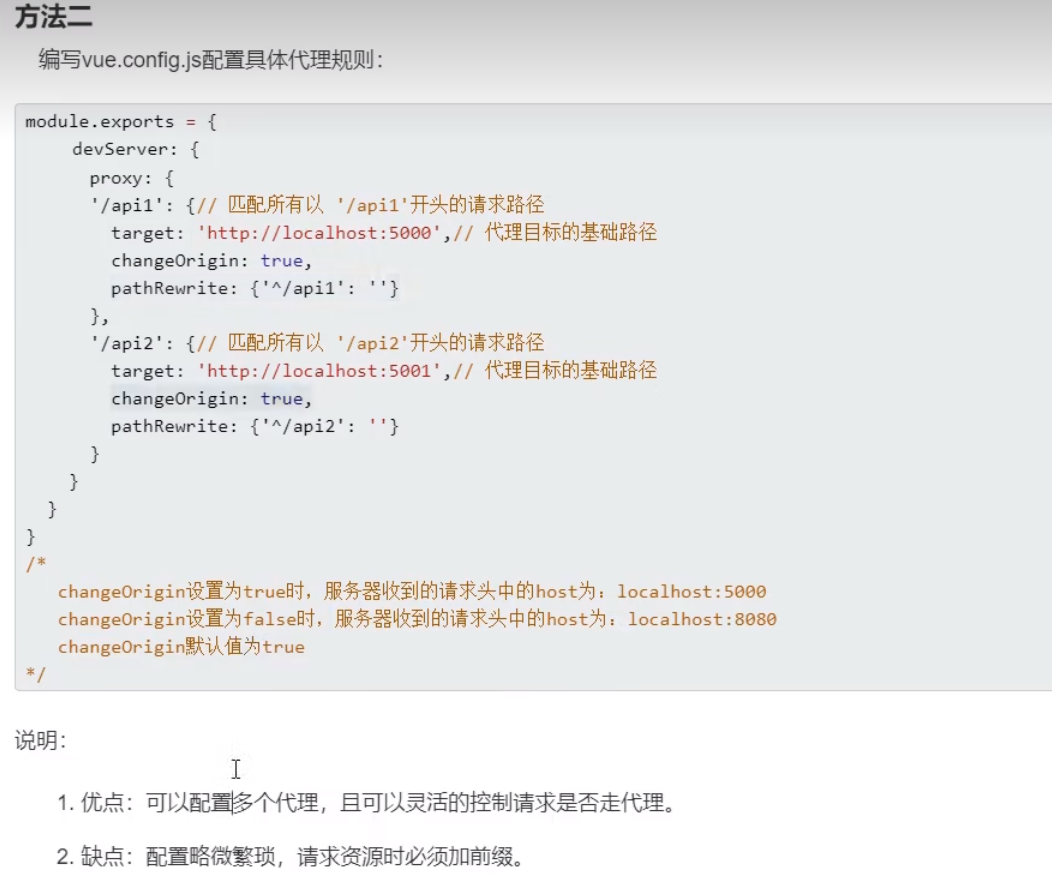 方法二
编写vue.config.js配置具体代理规则：
module.exports = {
devServer: {
proxy: {
'/api1': {// 匹配所有以 '/api1'开头的请求路径
target: 'http://localhost:5000',// 代理目标的基础路径
changeOrigin: true,
pathRewrite: {'^/api1': ''}
},
'/api2': {// 匹配所有以 '/api2'开头的请求路径
target: 'http://localhost:5001',// 代理目标的基础路径
changeOrigin: true,
pathRewrite: {'^/api2': ''}
}
}
}
}
/*
changeOrigin设置为true时，服务器收到的请求头中的host为：localhost:5000
changeOrigin设置为false时，服务器收到的请求头中的host为：localhost:8080
changeOrigin默认值为true
*/
说明：
1. 优点：可以配置多个代理，且可以灵活的控制请求是否走代理。
2. 缺点：配置略微繁琐，请求资源时必须加前缀。